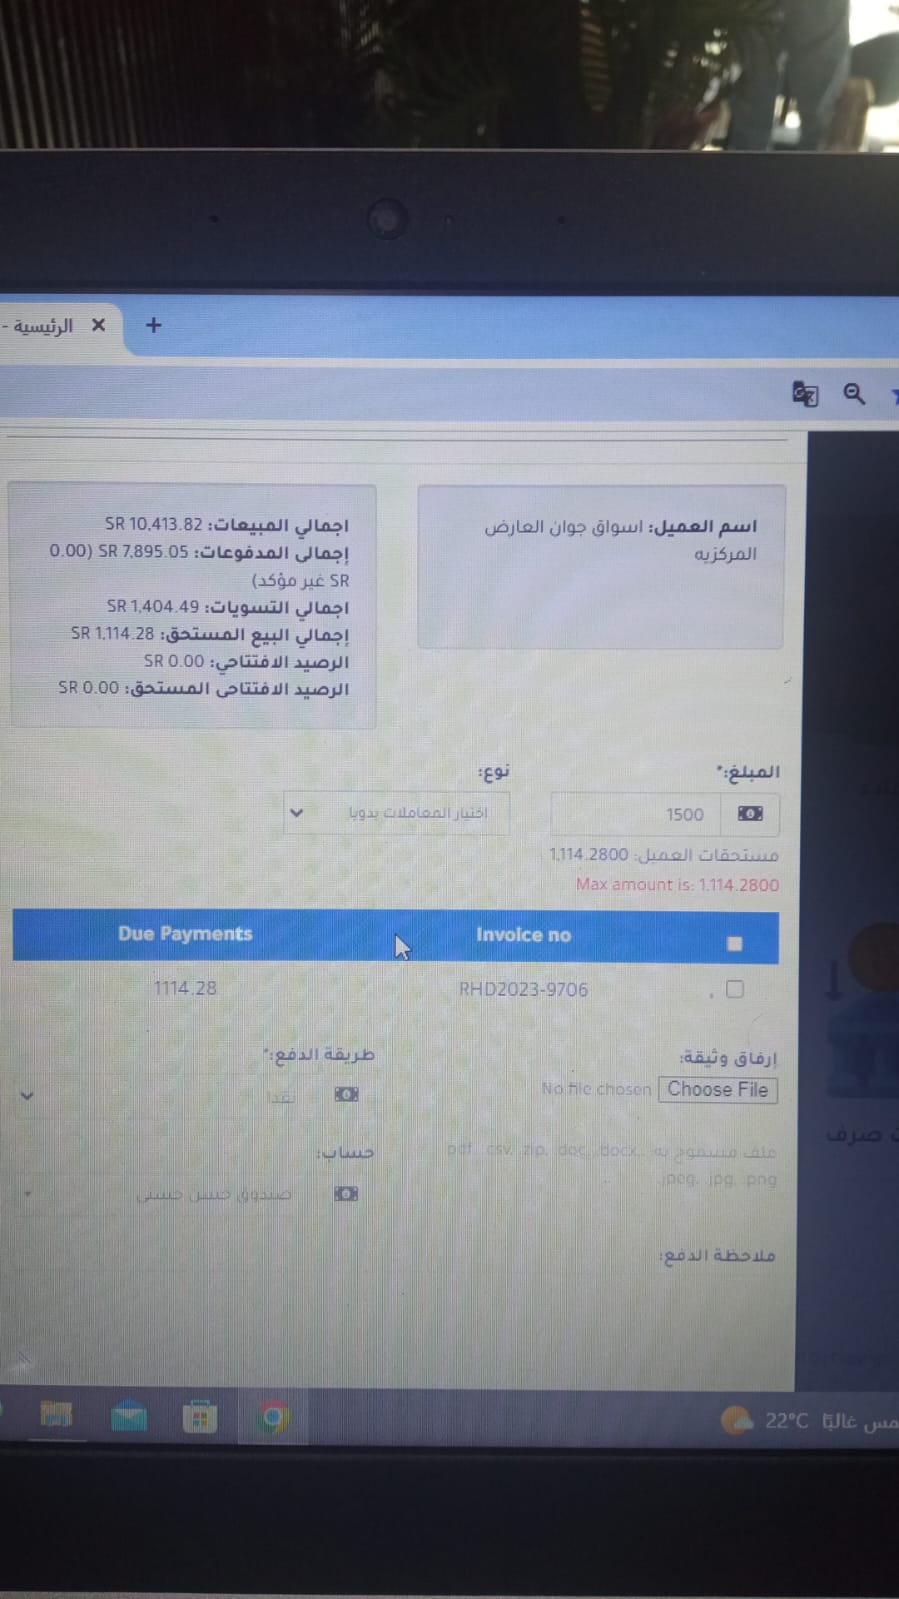 الرئيسية -
اسم العميل: اسواق جوان العارض
المركزيه
اجمالي المبيعات: SR 10,413.82
إجمالي المدفوعات: SR 7,895.05 (0.00
SR غير مؤكد)
اجمالي التسويات: SR 1,404.49
إجمالي البيع المستحق: SR 1,114.28
الرصيد الافتتاحي: SR 0.00
الرصيد الافتتاحي المستحق: SR 0.00
المبلغ:*
1500
نوع:
اختيار المعاملات يدويا
مستحقات العميل: 1,114.2800
Max amount is: 1,114.2800
Invoice no
Due Payments
RHD2023-9706
1114.28
إرفاق وثيقة:
Choose File No file chosen
ملف مسموح به: .pdf, .csv, .zip, .doc, .docx,
.jpeg, .jpg, .png
طريقة الدفع:*
نقدا
حساب:
صندوق حسن حسني
ملاحظة الدفع:
صرف
22°C غالبًا